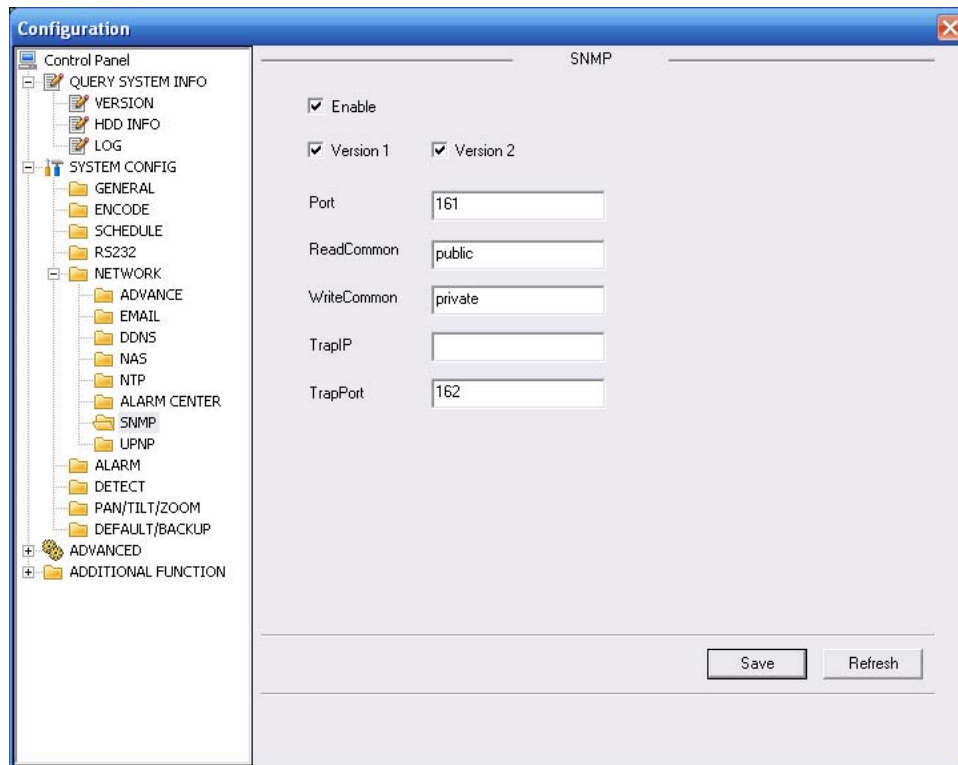 Configuration
Control Panel
QUERY SYSTEM INFO
VERSION
HDD INFO
LOG
SYSTEM CONFIG
GENERAL
ENCODE
SCHEDULE
RS232
NETWORK
ADVANCE
EMAIL
DDNS
NAS
NTP
ALARM CENTER
SNMP
UPNP
ALARM
DETECT
PAN/TILT/ZOOM
DEFAULT/BACKUP
ADVANCED
ADDITIONAL FUNCTION
SNMP
Enable
Version 1 Version 2
Port 161
ReadCommon public
WriteCommon private
TrapIP
TrapPort 162
Save Refresh